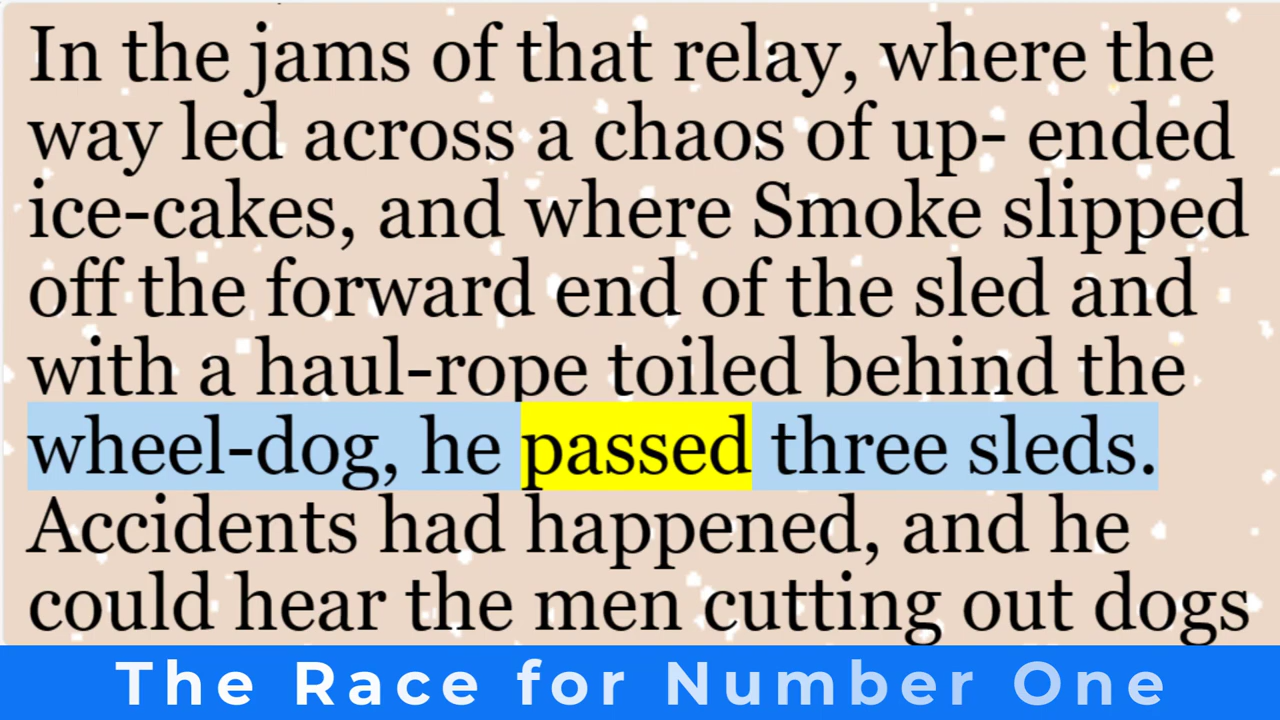 In the jams of that relay, where the
way led across a chaos of up- ended
ice-cakes, and where Smoke slipped
off the forward end of the sled and
with a haul-rope toiled behind the
wheel-dog, he passed three sleds.
Accidents had happened, and he
could hear the men cutting out dogs
The Race for Number One